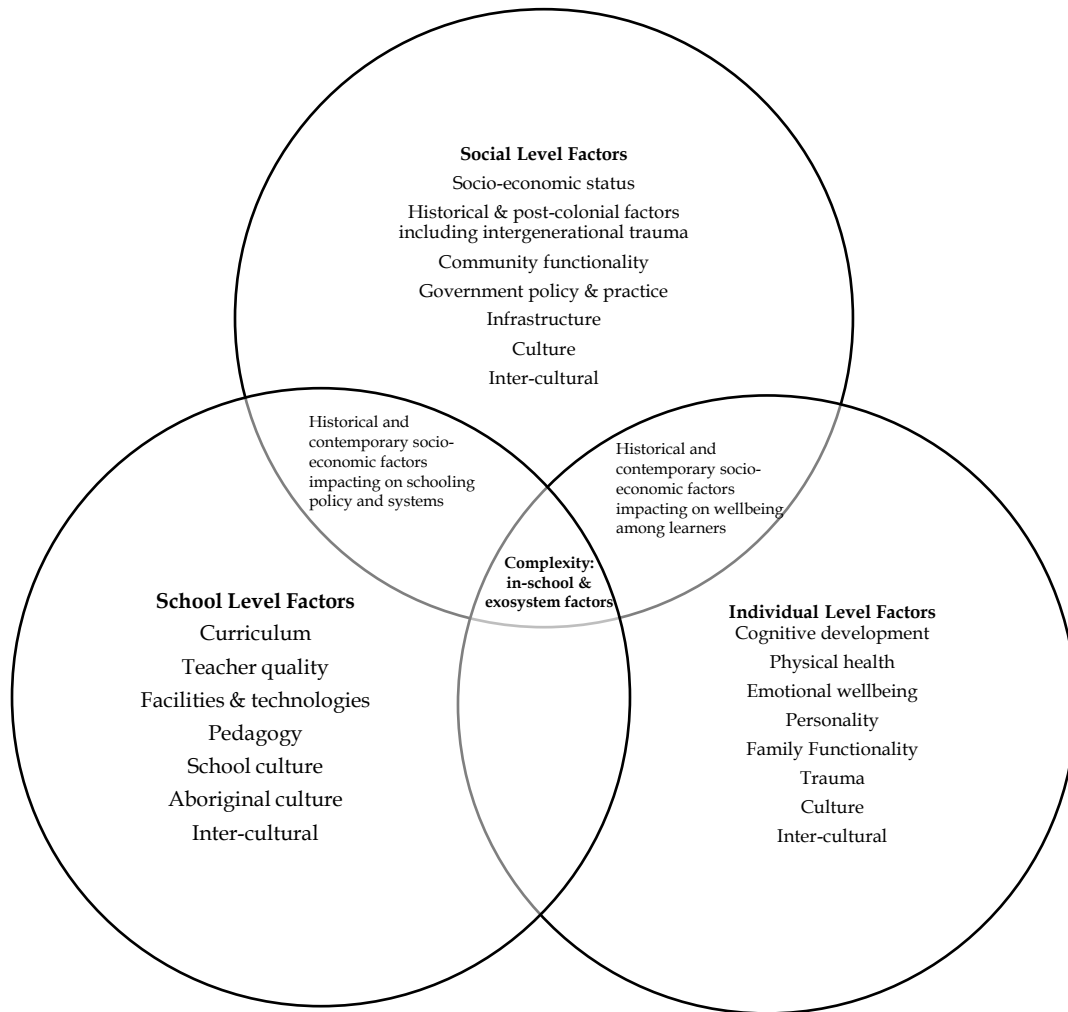 Social Level Factors
Socio-economic status
Historical & post-colonial factors
including intergenerational trauma
Community functionality
Government policy & practice
Infrastructure
Culture
Inter-cultural
Historical and
contemporary socio-
economic factors
impacting on schooling
policy and systems
Historical and
contemporary socio-
economic factors
impacting on wellbeing
among learners
Complexity:
in-school &
exosystem factors
School Level Factors
Curriculum
Teacher quality
Facilities & technologies
Pedagogy
School culture
Aboriginal culture
Inter-cultural
Individual Level Factors
Cognitive development
Physical health
Emotional wellbeing
Personality
Family Functionality
Trauma
Culture
Inter-cultural